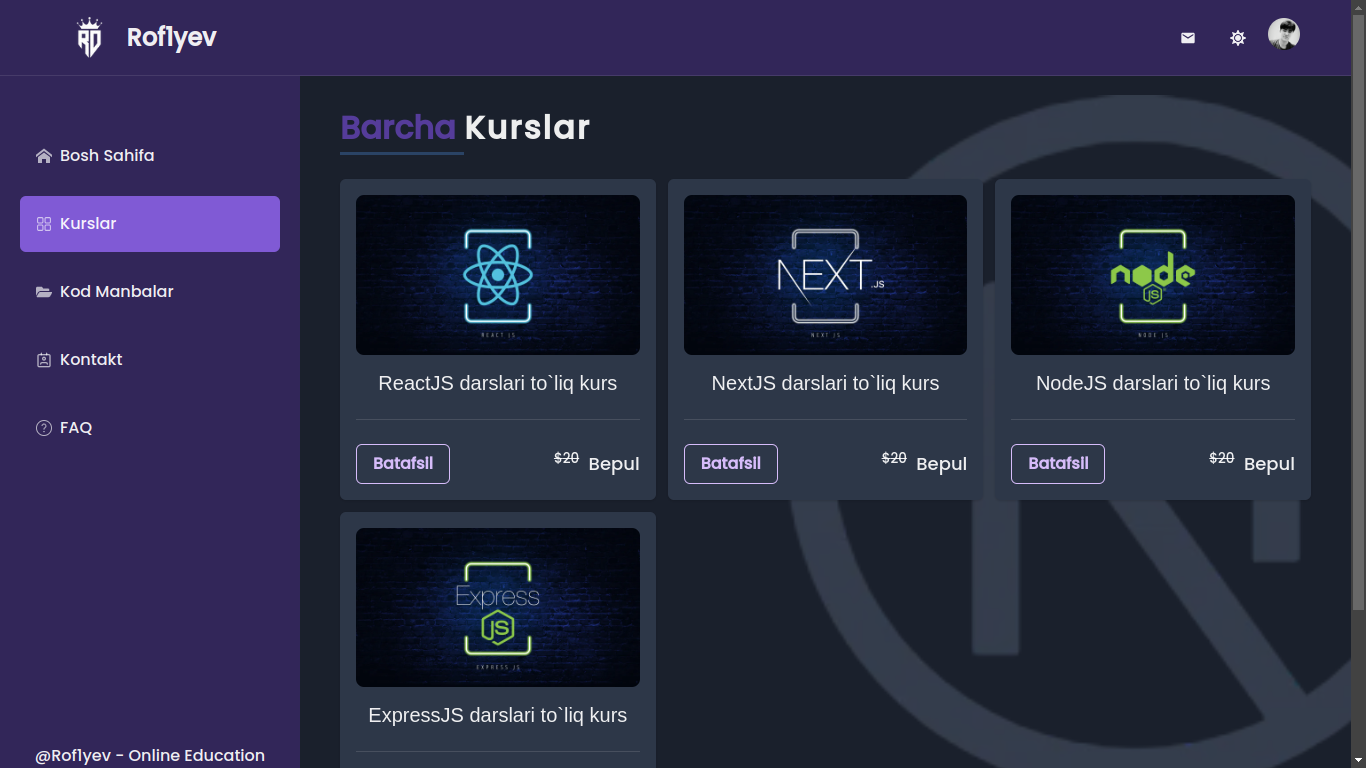 RD Rof1yev
Bosh Sahifa
Kurslar
Kod Manbalar
Kontakt
FAQ
@Rof1yev - Online Education
Barcha Kurslar
REACT JS
ReactJS darslari to`liq kurs
Batafsil $20 Bepul
NEXT.JS
NEXT JS
NextJS darslari to`liq kurs
Batafsil $20 Bepul
node
JS
NODE JS
NodeJS darslari to`liq kurs
Batafsil $20 Bepul
Express
JS
EXPRESS JS
ExpressJS darslari to`liq kurs